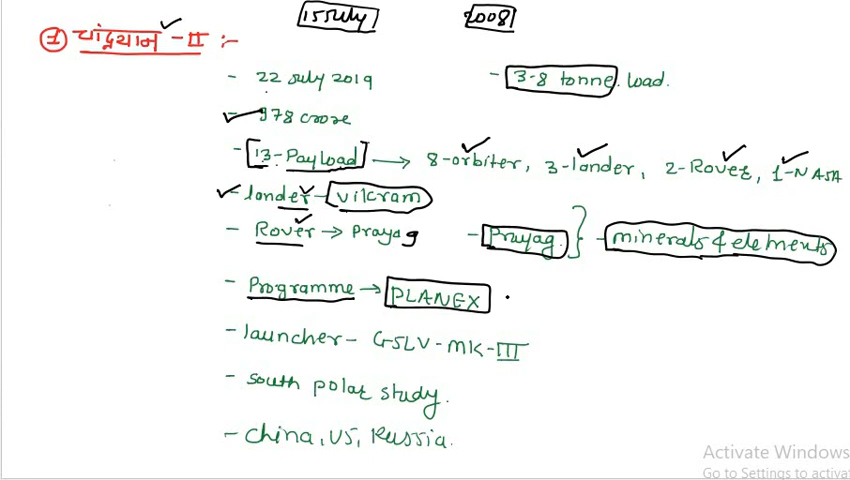 15 July 2008
① चांद्रयान - II :-
- 22 July 2019 - 3-8 tonne load.
- 978 crore
- 13-Payload → 8-orbiter, 3-lander, 2-Rover, 1-NASA
- lander - vikram
- Rover → Prayag - Prayag. } - minerals & elements
- Programme → PLANEX .
- launcher - GSLV-MK-III
- south polar study.
- China, US, Russia.
Activate Windows
Go to Settings to activa